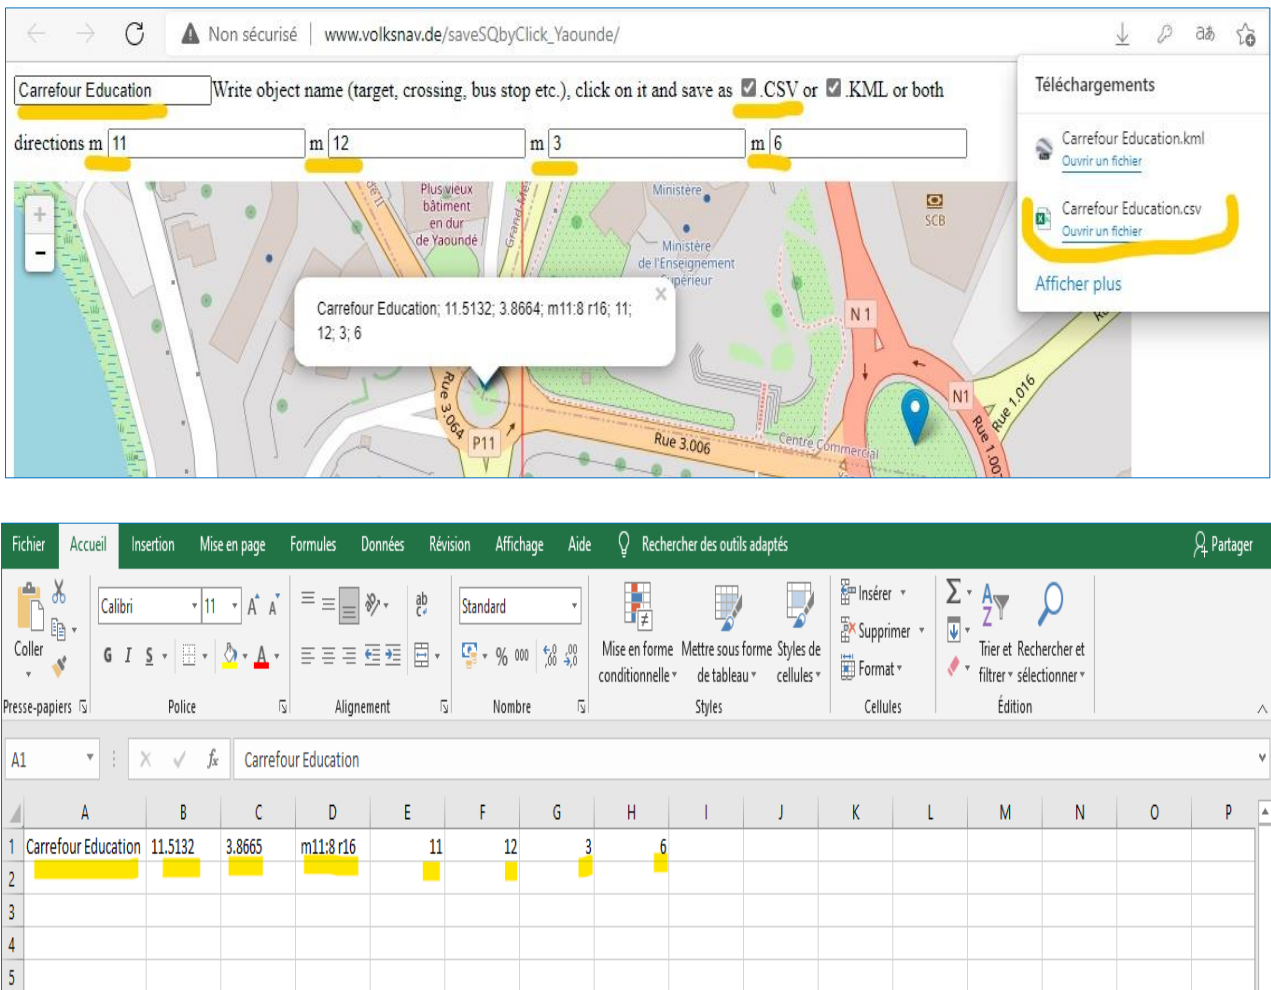 Non sécurisé | www.volksnav.de/saveSQbyClick_Yaounde/
Carrefour Education Write object name (target, crossing, bus stop etc.), click on it and save as .CSV or .KML or both
directions m 11 m 12 m 3 m 6
Téléchargements
Carrefour Education.kml
Ouvrir un fichier
Carrefour Education.csv
Ouvrir un fichier
Afficher plus
+
-
Plus vieux
bâtiment
en dur
de Yaoundé
Ministère
Ministère
de l'Enseignement
Supérieur
SCB
Carrefour Education; 11.5132; 3.8664; m11:8 r16; 11;
12; 3; 6
×
N 1
N1
Rue 1.016
Rue 3.064
P11
Rue 3.006
Centre Commercial
Rue 1.007
Fichier Accueil Insertion Mise en page Formules Données Révision Affichage Aide Rechercher des outils adaptés Partager
Coller
Presse-papiers
Calibri 11 A A
G I S A
Police
ab
Alignement
Standard
% 000
Nombre
Mise en forme
conditionnelle
Mettre sous forme
de tableau
Styles de
cellules
Styles
Insérer
Supprimer
Format
Cellules
Σ
Trier et
filtrer
Rechercher et
sélectionner
Édition
A1 fx Carrefour Education
A B C D E F G H I J K L M N O P
1 Carrefour Education 11.5132 3.8665 m11:8 r16 11 12 3 6
2
3
4
5